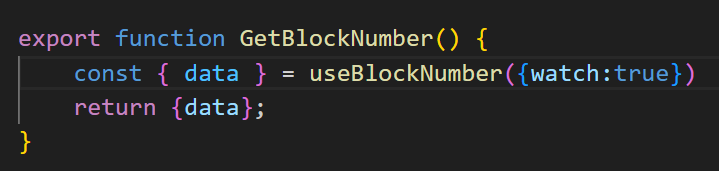 export function GetBlockNumber() {
    const { data } = useBlockNumber({watch:true})
    return {data};
}